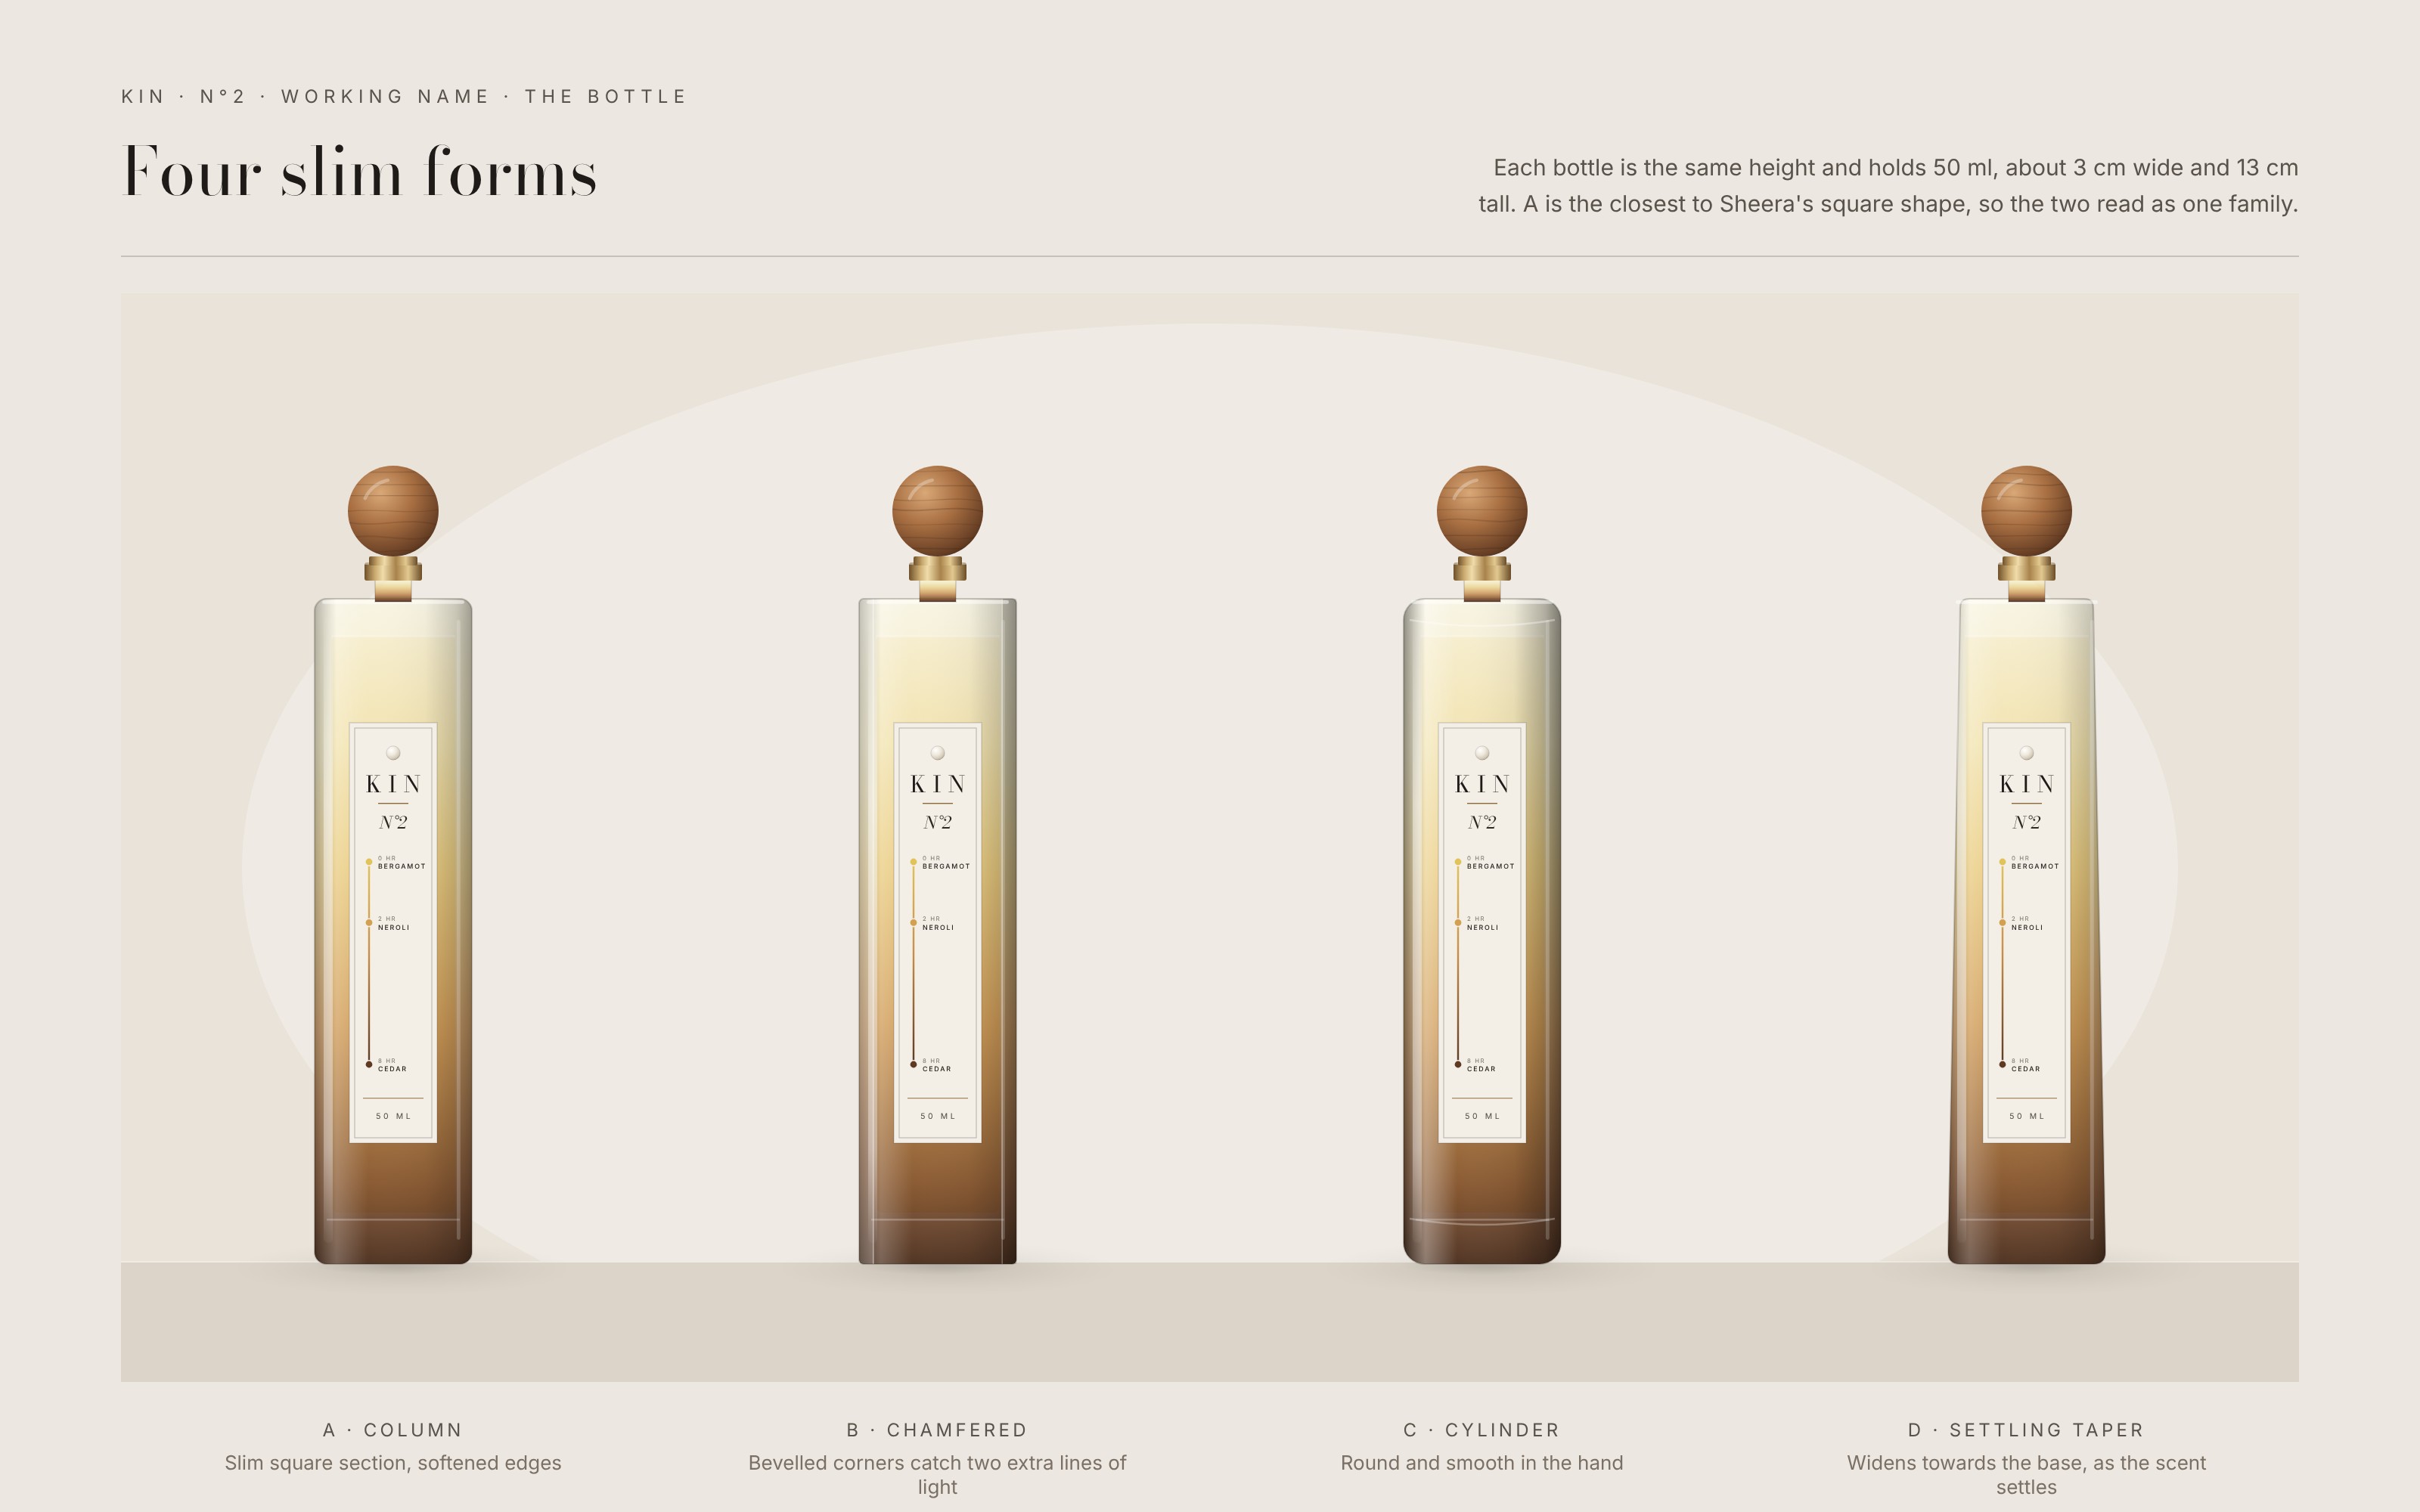 KIN · N°2 · WORKING NAME · THE BOTTLE
Four slim forms
Each bottle is the same height and holds 50 ml, about 3 cm wide and 13 cm
tall. A is the closest to Sheera's square shape, so the two read as one family.
KIN
N°2
0 HR
BERGAMOT
2 HR
NEROLI
8 HR
CEDAR
50 ML
KIN
N°2
0 HR
BERGAMOT
2 HR
NEROLI
8 HR
CEDAR
50 ML
KIN
N°2
0 HR
BERGAMOT
2 HR
NEROLI
8 HR
CEDAR
50 ML
KIN
N°2
0 HR
BERGAMOT
2 HR
NEROLI
8 HR
CEDAR
50 ML
A · COLUMN
Slim square section, softened edges
B · CHAMFERED
Bevelled corners catch two extra lines of
light
C · CYLINDER
Round and smooth in the hand
D · SETTLING TAPER
Widens towards the base, as the scent
settles